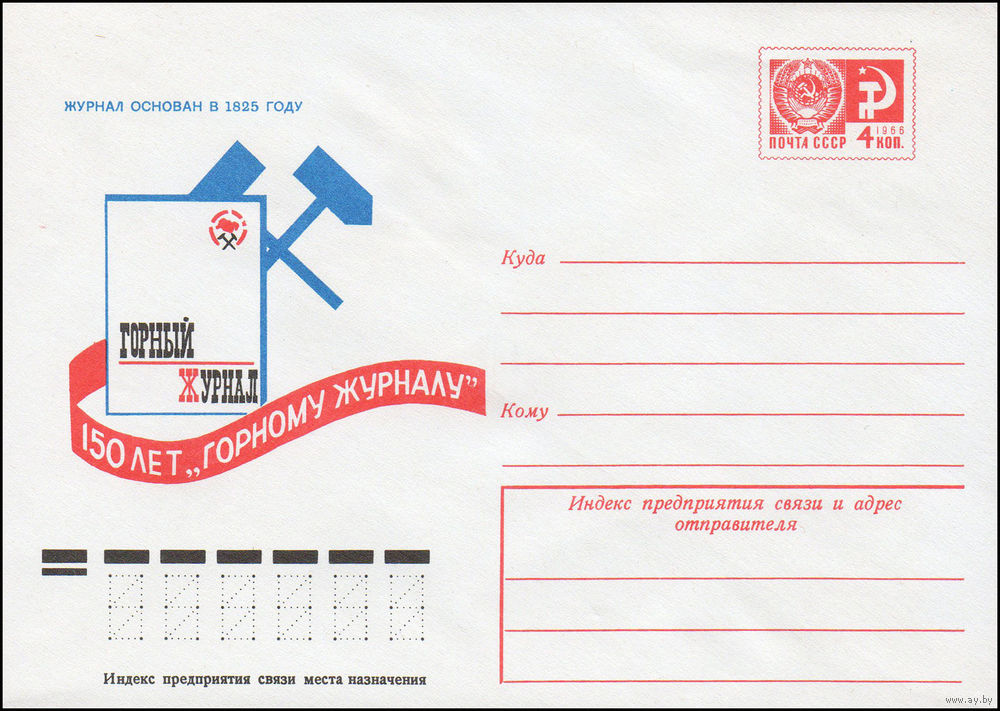 ЖУРНАЛ ОСНОВАН В 1825 ГОДУ
ПОЧТА СССР
1966
4 КОП.
ГОРНЫЙ
ЖУРНАЛ
150 ЛЕТ „ГОРНОМУ ЖУРНАЛУ”
Куда
Кому
Индекс предприятия связи и адрес
отправителя
Индекс предприятия связи места назначения
www.ay.by